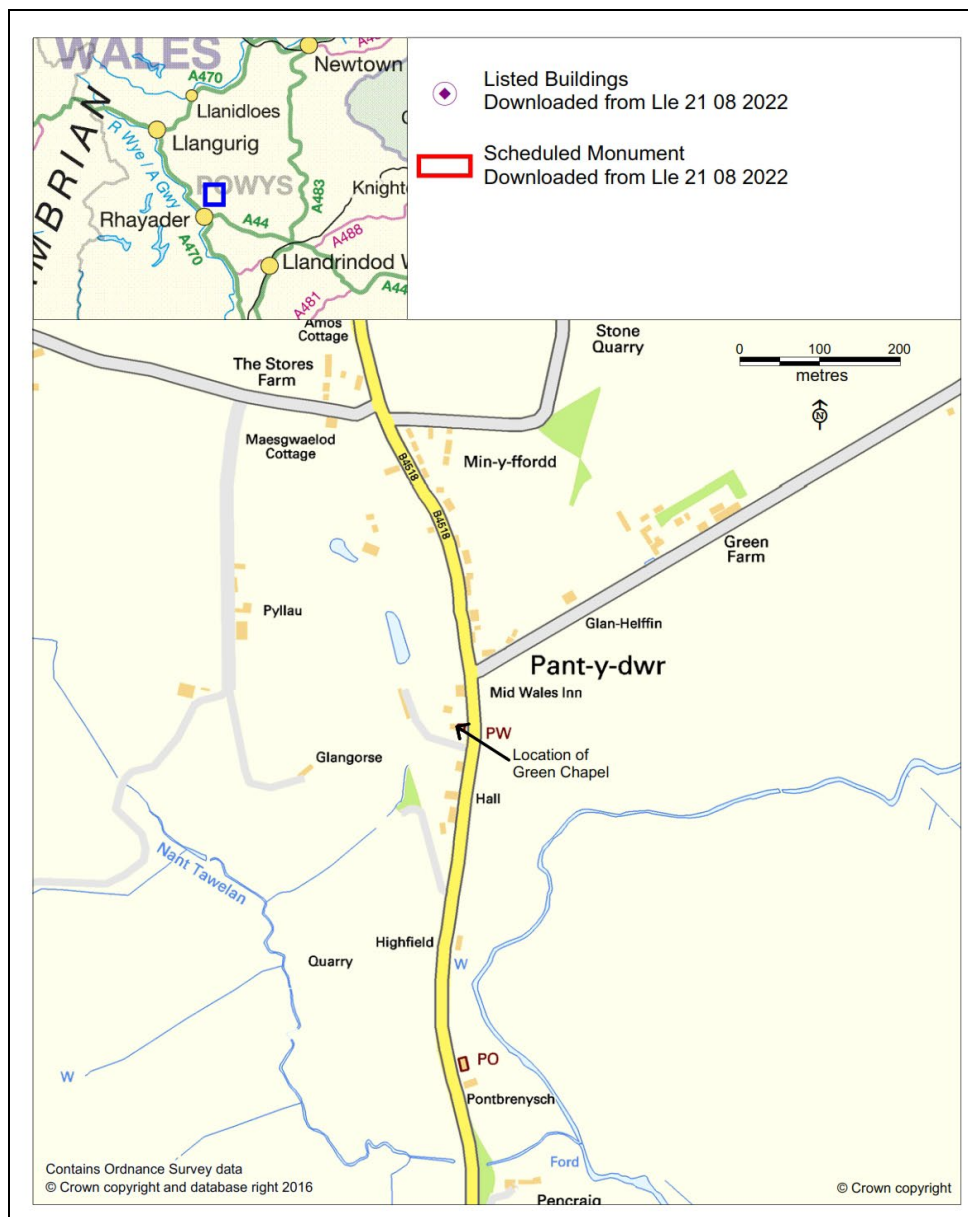 WALES
Newtown
A470
Llanidloes
Llangurig
MBRIAN
R Wye / A Gwy
POWYS
A483
Rhayader
A44
A470
A488
Llandrindod W
A44
A481
Listed Buildings
Downloaded from Lle 21 08 2022
Scheduled Monument
Downloaded from Lle 21 08 2022
Amos
Cottage
Stone
Quarry
The Stores
Farm
0 100 200
metres
N
Maesgwaelod
Cottage
B4518
Min-y-ffordd
B4518
Green
Farm
Pyllau
Glan-Helffin
Pant-y-dwr
Mid Wales Inn
PW
Location of
Green Chapel
Glangorse
Hall
Nant Tawelan
Highfield
Quarry
W
PO
W
Pontbrenysch
Ford
Pencraig
Contains Ordnance Survey data
© Crown copyright and database right 2016
© Crown copyright